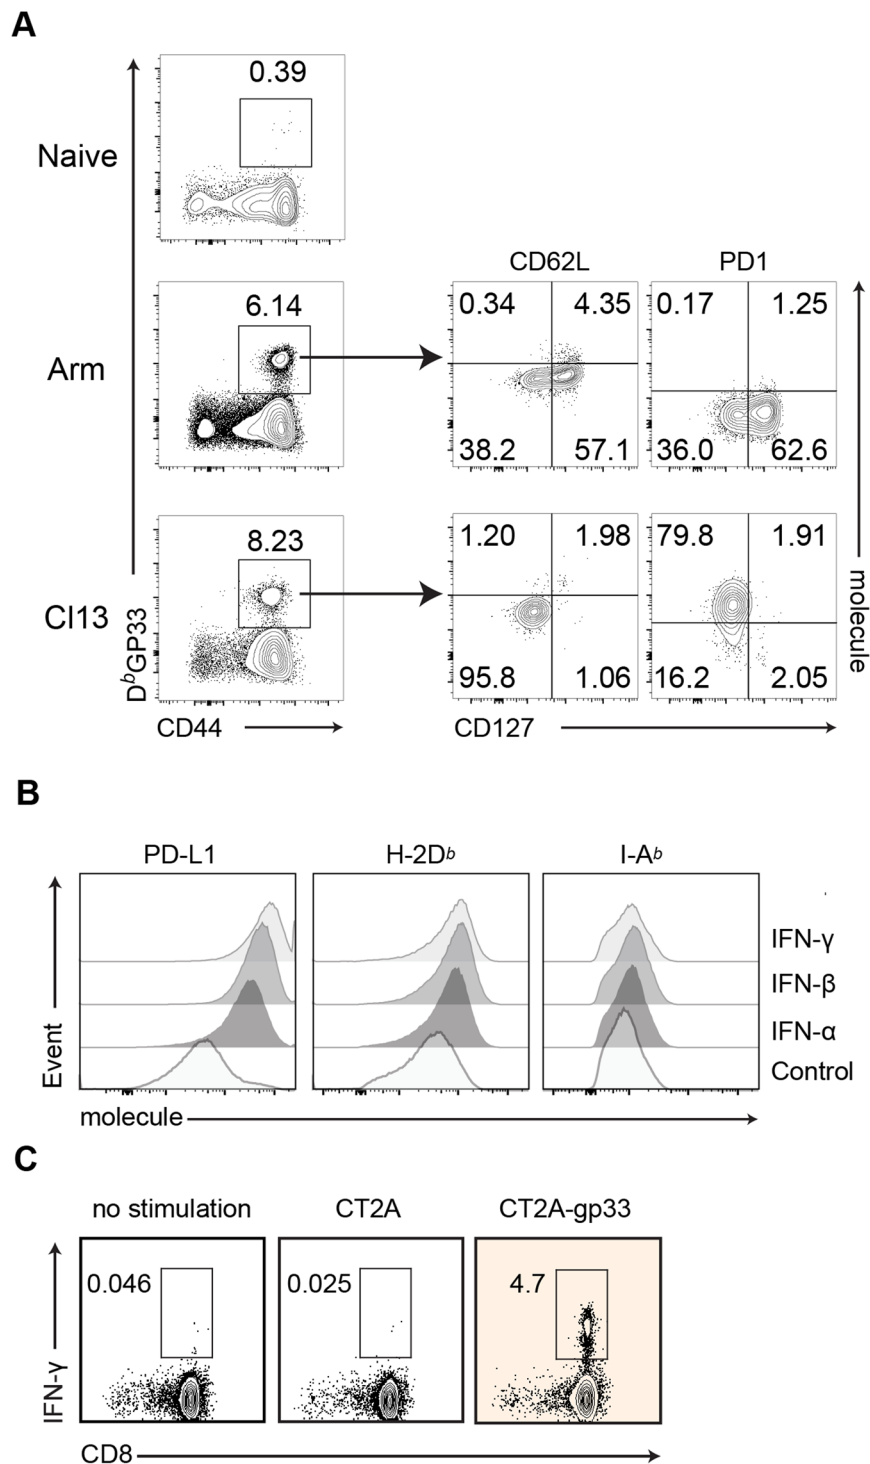 A
Naive
0.39
Arm
6.14
CD62L
PD1
0.34
4.35
38.2
57.1
0.17
1.25
36.0
62.6
Cl13
8.23
1.20
1.98
95.8
1.06
79.8
1.91
16.2
2.05
molecule
DbGP33
CD44
CD127
B
PD-L1
H-2Db
I-Ab
IFN-γ
IFN-β
IFN-α
Control
Event
molecule
C
no stimulation
CT2A
CT2A-gp33
0.046
0.025
4.7
IFN-γ
CD8